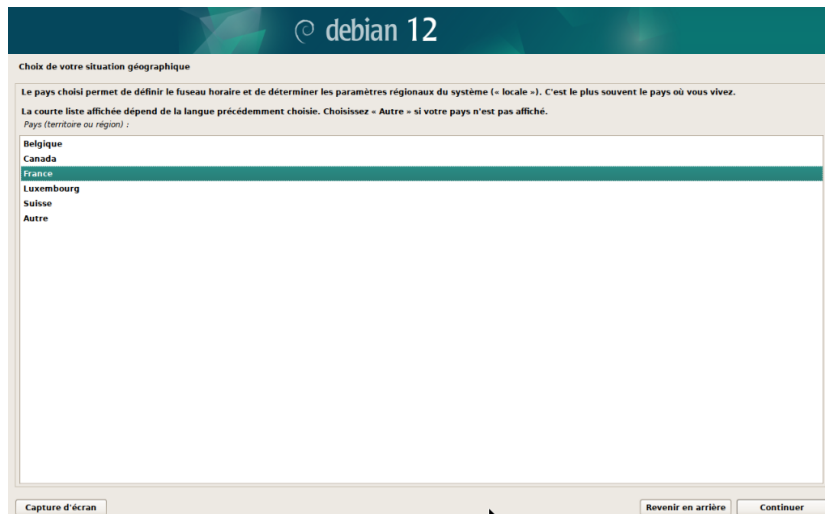 debian 12
Choix de votre situation géographique
Le pays choisi permet de définir le fuseau horaire et de déterminer les paramètres régionaux du système (« locale »). C'est le plus souvent le pays où vous vivez.
La courte liste affichée dépend de la langue précédemment choisie. Choisissez « Autre » si votre pays n'est pas affiché.
Pays (territoire ou région) :
Belgique
Canada
France
Luxembourg
Suisse
Autre
Capture d'écran
Revenir en arrière
Continuer